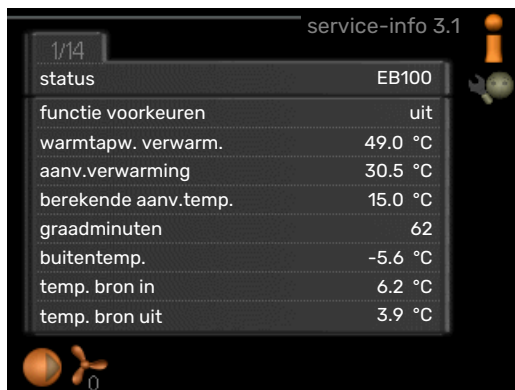 service-info 3.1
1/14
status EB100
functie voorkeuren uit
warmtapw. verwarm. 49.0 °C
aanv.verwarming 30.5 °C
berekende aanv.temp. 15.0 °C
graadminuten 62
buitentemp. -5.6 °C
temp. bron in 6.2 °C
temp. bron uit 3.9 °C
0